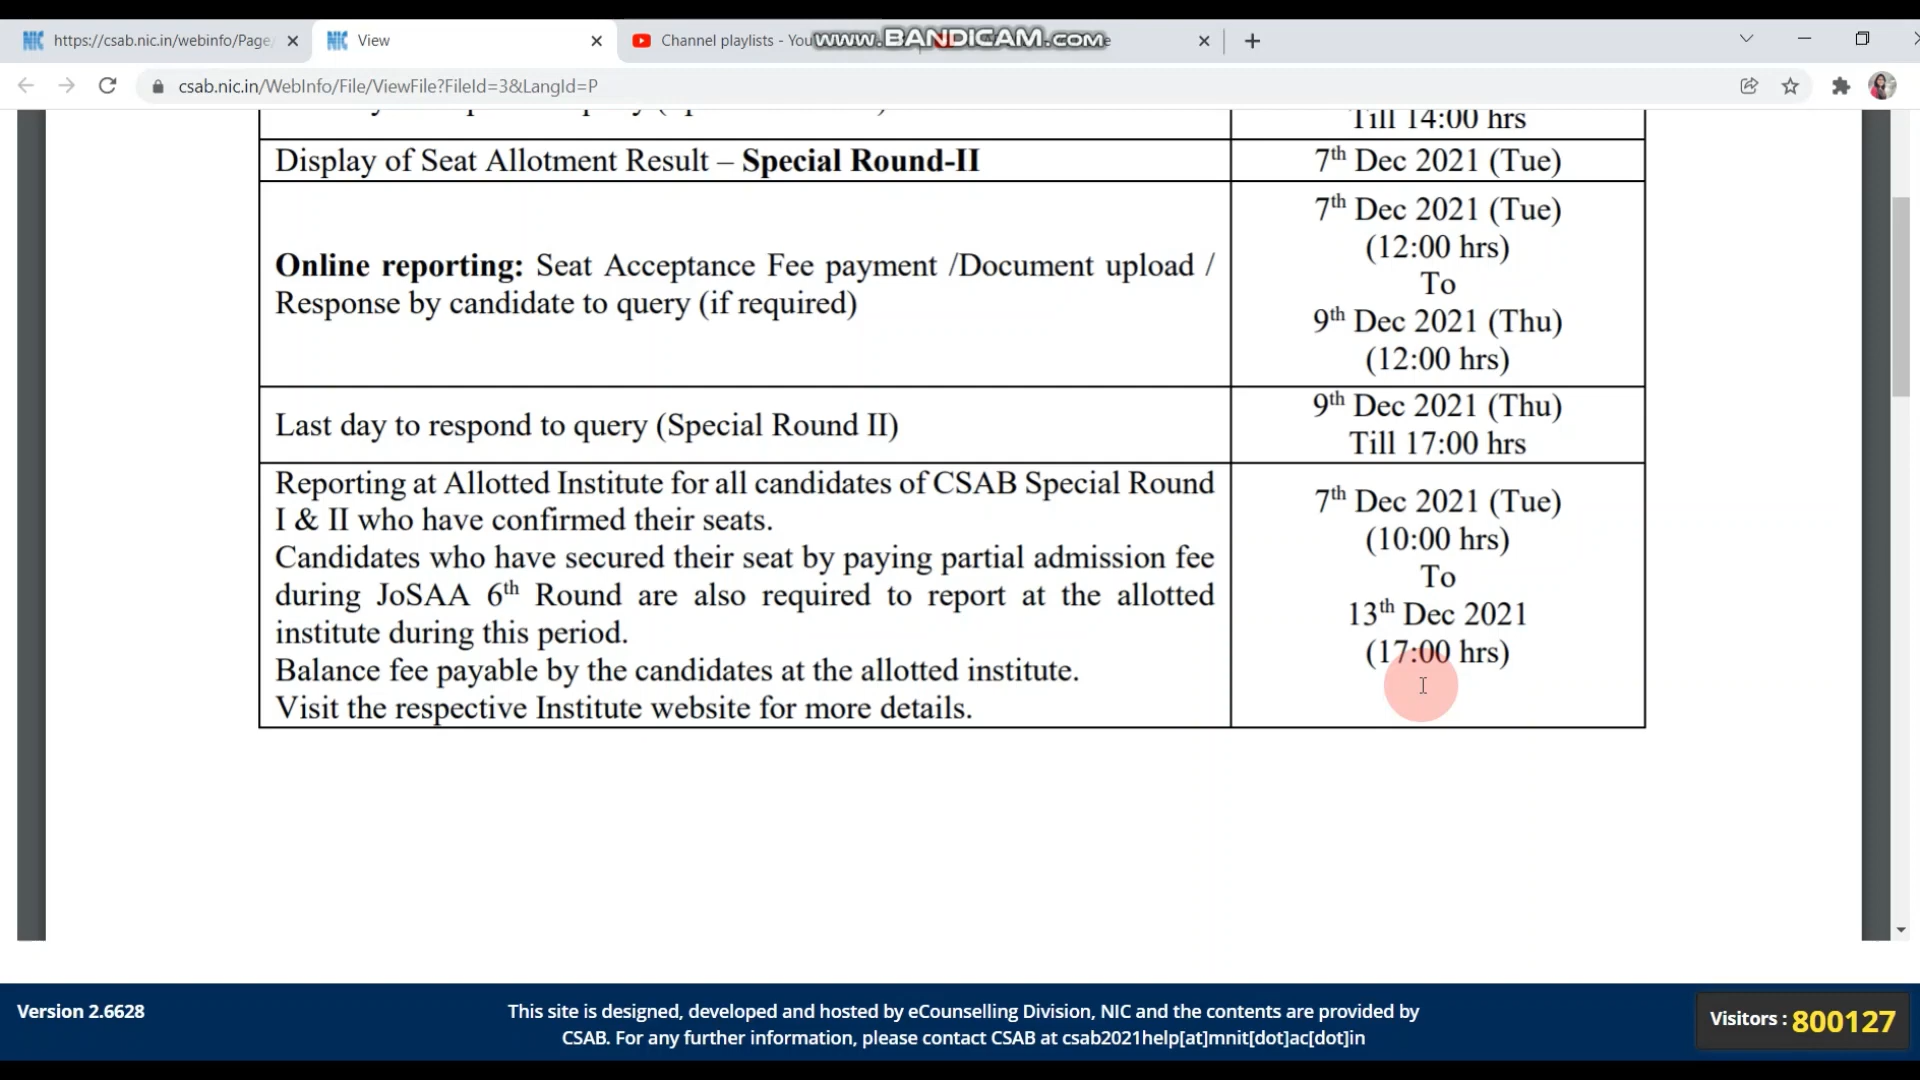 https://csab.nic.in/webinfo/Page/
View
Channel playlists - You
www.BANDICAM.com
csab.nic.in/WebInfo/File/ViewFile?FileId=3&LangId=P
Till 14:00 hrs
Display of Seat Allotment Result – Special Round-II
7th Dec 2021 (Tue)
Online reporting: Seat Acceptance Fee payment /Document upload /
Response by candidate to query (if required)
7th Dec 2021 (Tue)
(12:00 hrs)
To
9th Dec 2021 (Thu)
(12:00 hrs)
Last day to respond to query (Special Round II)
9th Dec 2021 (Thu)
Till 17:00 hrs
Reporting at Allotted Institute for all candidates of CSAB Special Round
I & II who have confirmed their seats.
Candidates who have secured their seat by paying partial admission fee
during JoSAA 6th Round are also required to report at the allotted
institute during this period.
Balance fee payable by the candidates at the allotted institute.
Visit the respective Institute website for more details.
7th Dec 2021 (Tue)
(10:00 hrs)
To
13th Dec 2021
(17:00 hrs)
Version 2.6628
This site is designed, developed and hosted by eCounselling Division, NIC and the contents are provided by
CSAB. For any further information, please contact CSAB at csab2021help[at]mnit[dot]ac[dot]in
Visitors : 800127